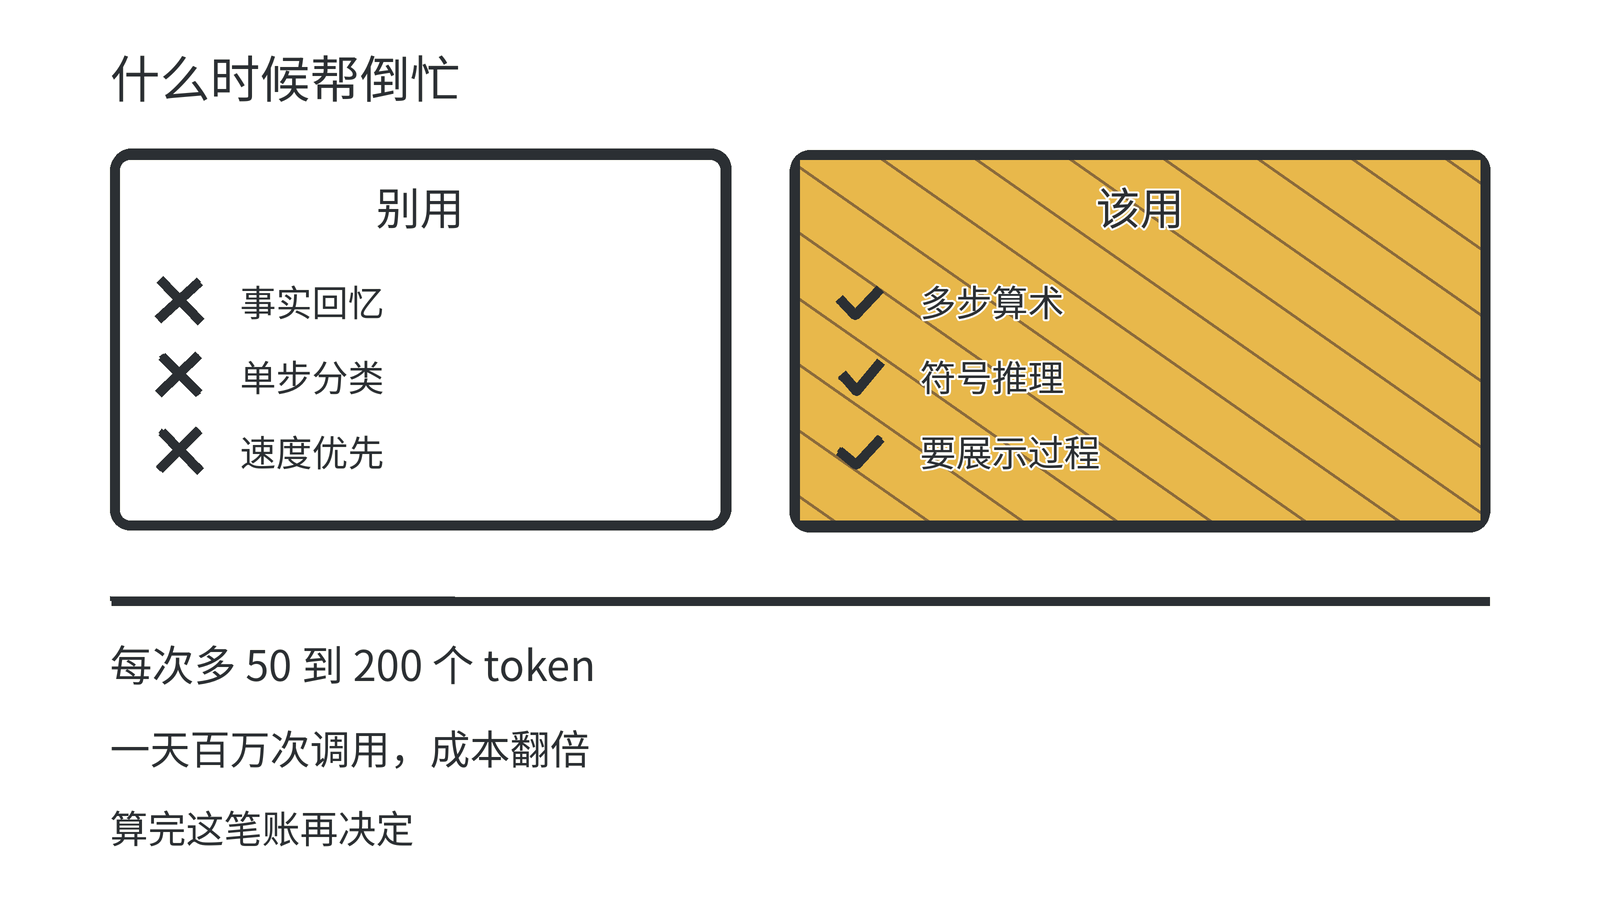 什么时候帮倒忙
别用
事实回忆
单步分类
速度优先
该用
多步算术
符号推理
要展示过程
每次多 50 到 200 个 token
一天百万次调用，成本翻倍
算完这笔账再决定